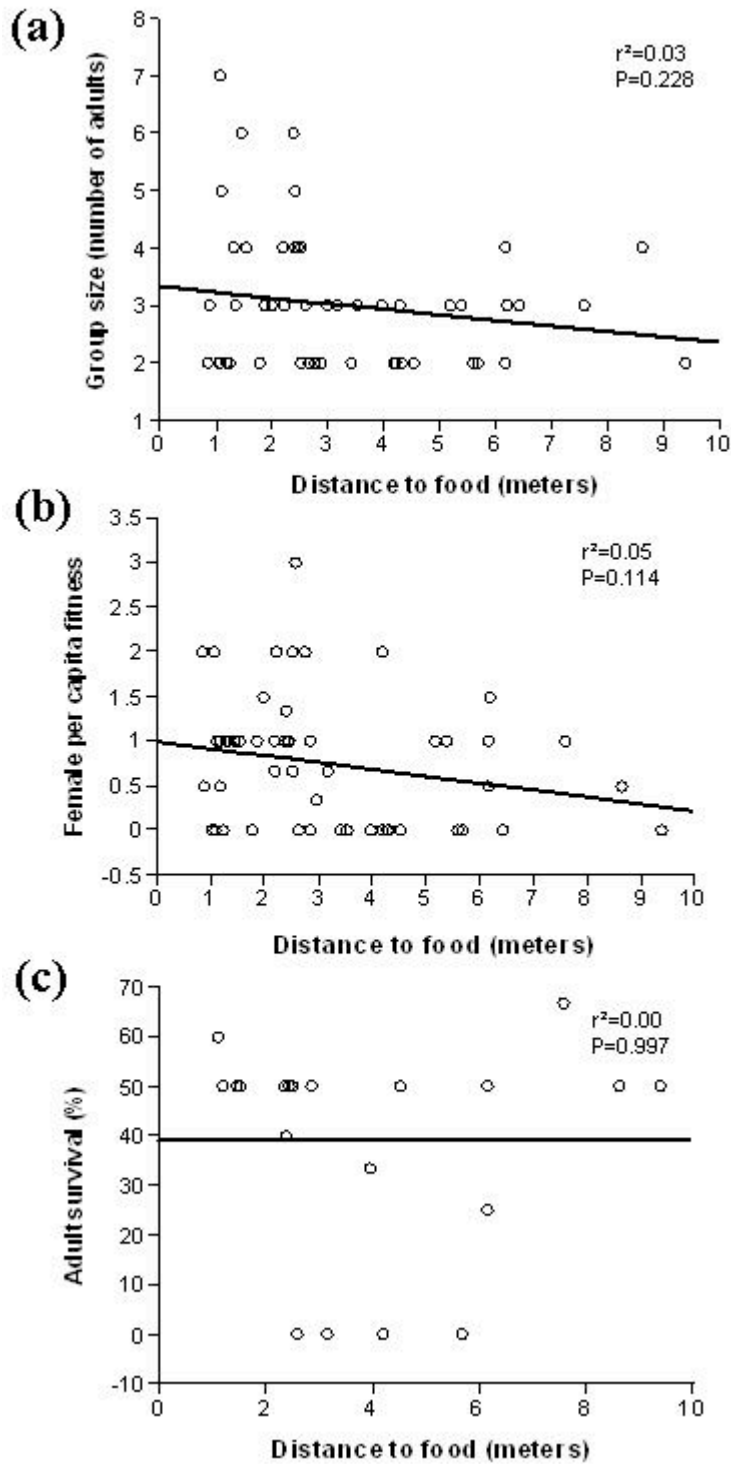 (a)
8
7
6
5
4
3
2
1
Group size (number of adults)
r²=0.03
P=0.228
0 1 2 3 4 5 6 7 8 9 10
Distance to food (meters)
(b)
3.5
3
2.5
2
1.5
1
0.5
0
-0.5
Female per capita fitness
r²=0.05
P=0.114
0 1 2 3 4 5 6 7 8 9 10
Distance to food (meters)
(c)
70
60
50
40
30
20
10
0
-10
Adult survival (%)
r²=0.00
P=0.997
0 2 4 6 8 10
Distance to food (meters)